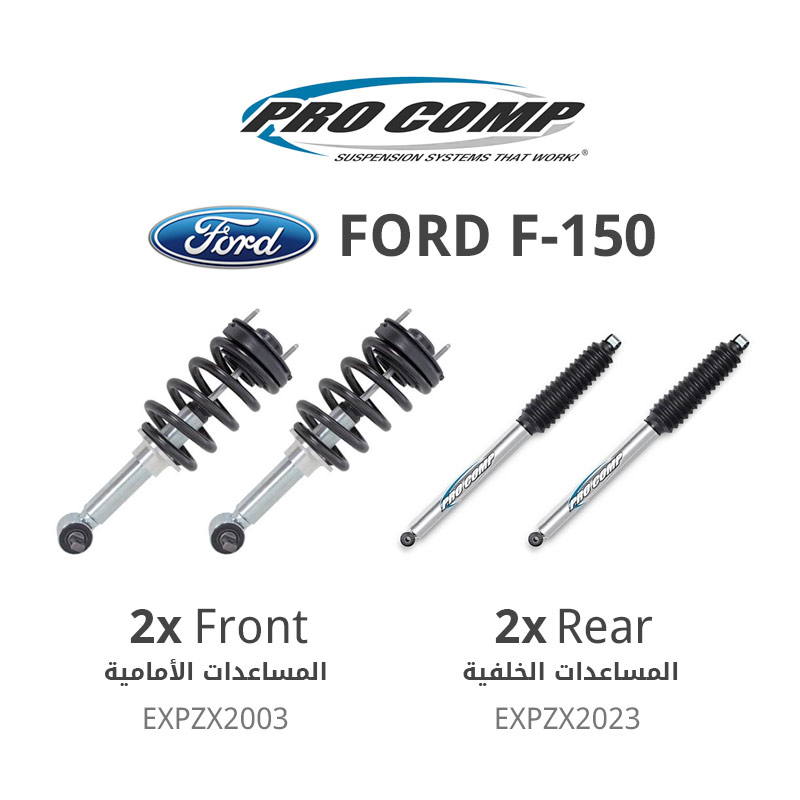 PRO COMP
SUSPENSION SYSTEMS THAT WORK!®
Ford FORD F-150
PRO COMP PRO COMP
2x Front
المساعدات الأمامية
EXPZX2003
2x Rear
المساعدات الخلفية
EXPZX2023